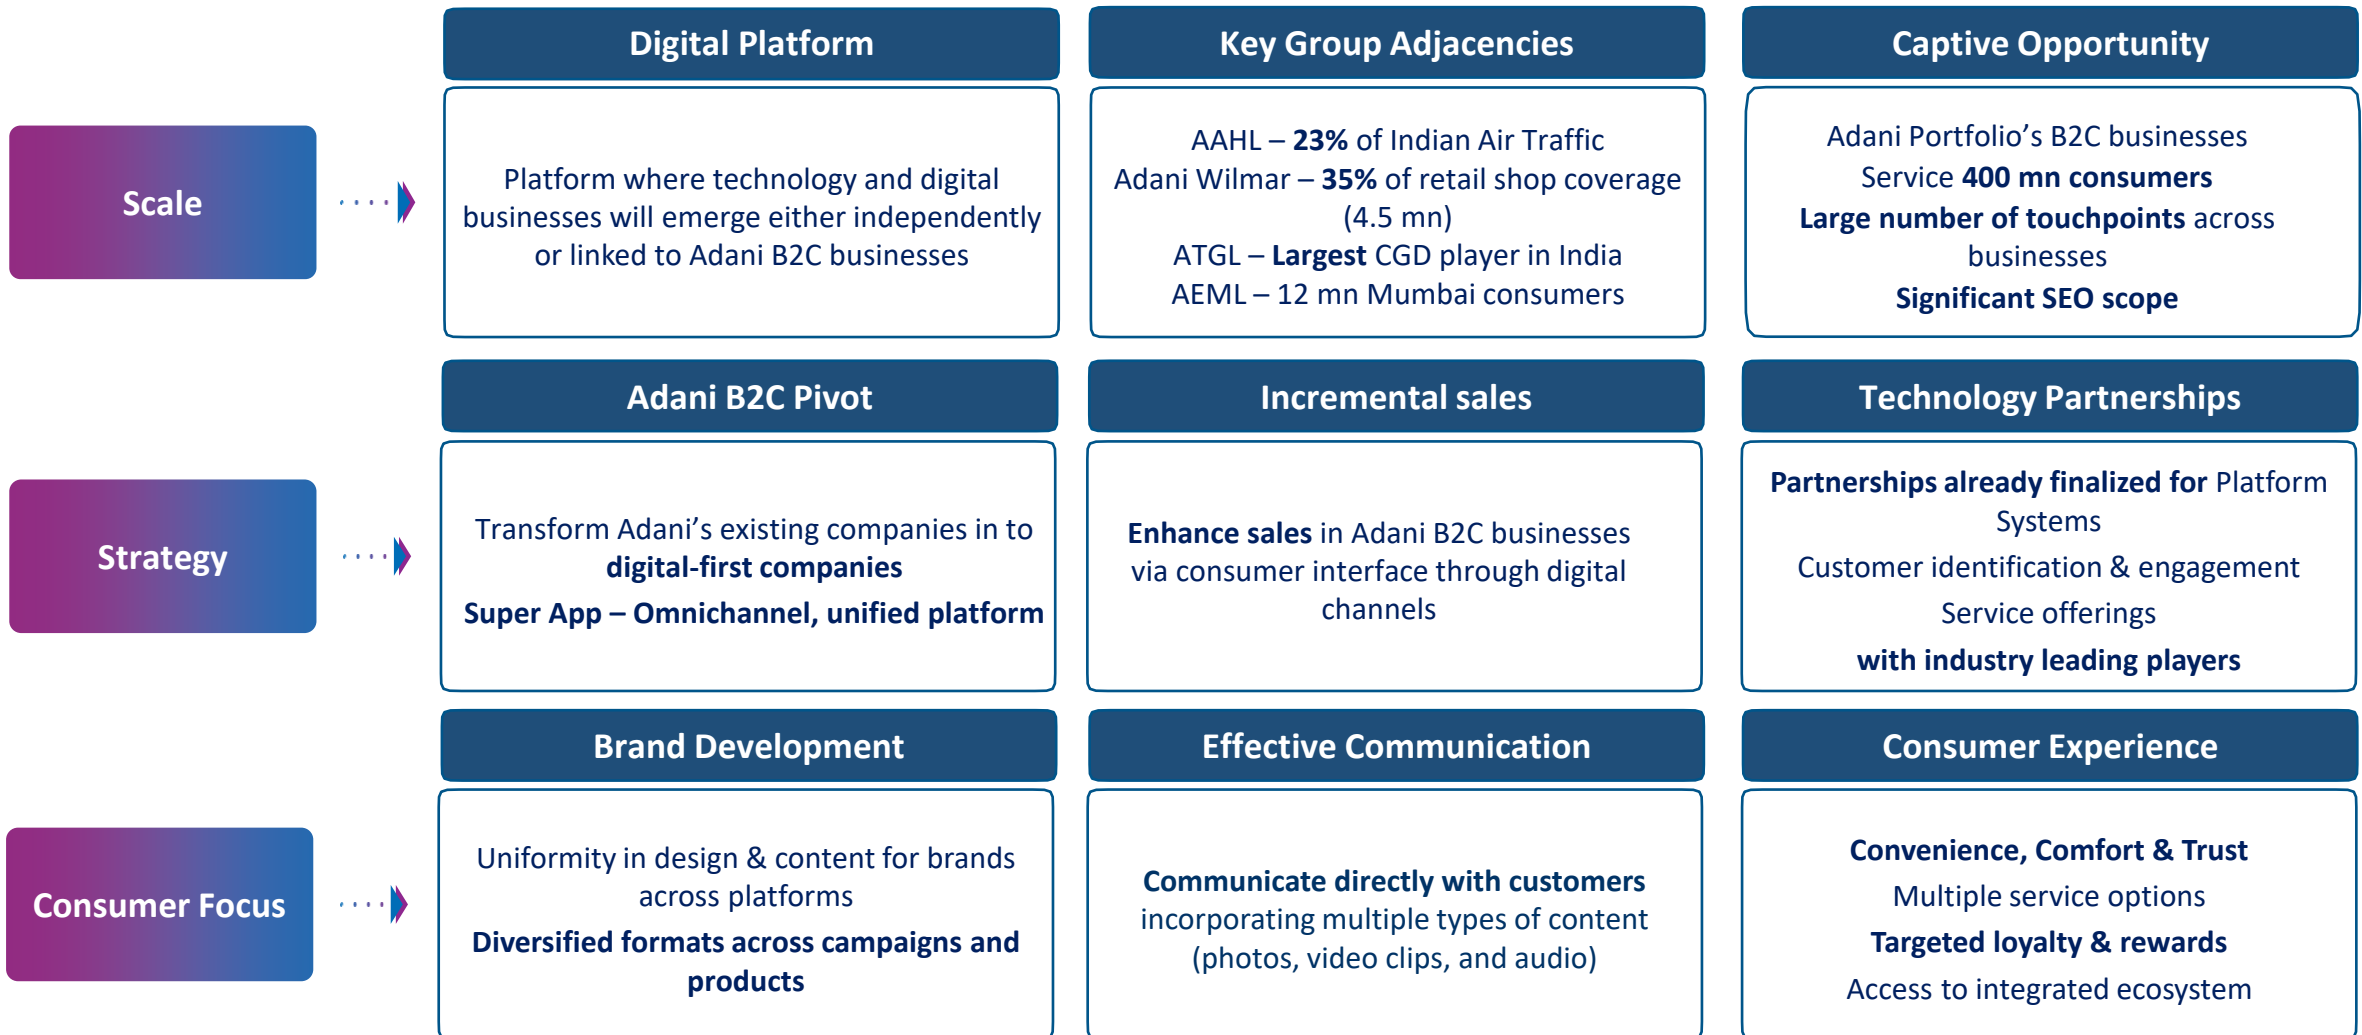 Digital Platform
Key Group Adjacencies
Captive Opportunity
Scale
Platform where technology and digital
businesses will emerge either independently
or linked to Adani B2C businesses
AAHL – 23% of Indian Air Traffic
Adani Wilmar – 35% of retail shop coverage
(4.5 mn)
ATGL – Largest CGD player in India
AEML – 12 mn Mumbai consumers
Adani Portfolio’s B2C businesses
Service 400 mn consumers
Large number of touchpoints across
businesses
Significant SEO scope
Adani B2C Pivot
Incremental sales
Technology Partnerships
Strategy
Transform Adani’s existing companies in to
digital-first companies
Super App – Omnichannel, unified platform
Enhance sales in Adani B2C businesses
via consumer interface through digital
channels
Partnerships already finalized for Platform
Systems
Customer identification & engagement
Service offerings
with industry leading players
Brand Development
Effective Communication
Consumer Experience
Consumer Focus
Uniformity in design & content for brands
across platforms
Diversified formats across campaigns and
products
Communicate directly with customers
incorporating multiple types of content
(photos, video clips, and audio)
Convenience, Comfort & Trust
Multiple service options
Targeted loyalty & rewards
Access to integrated ecosystem